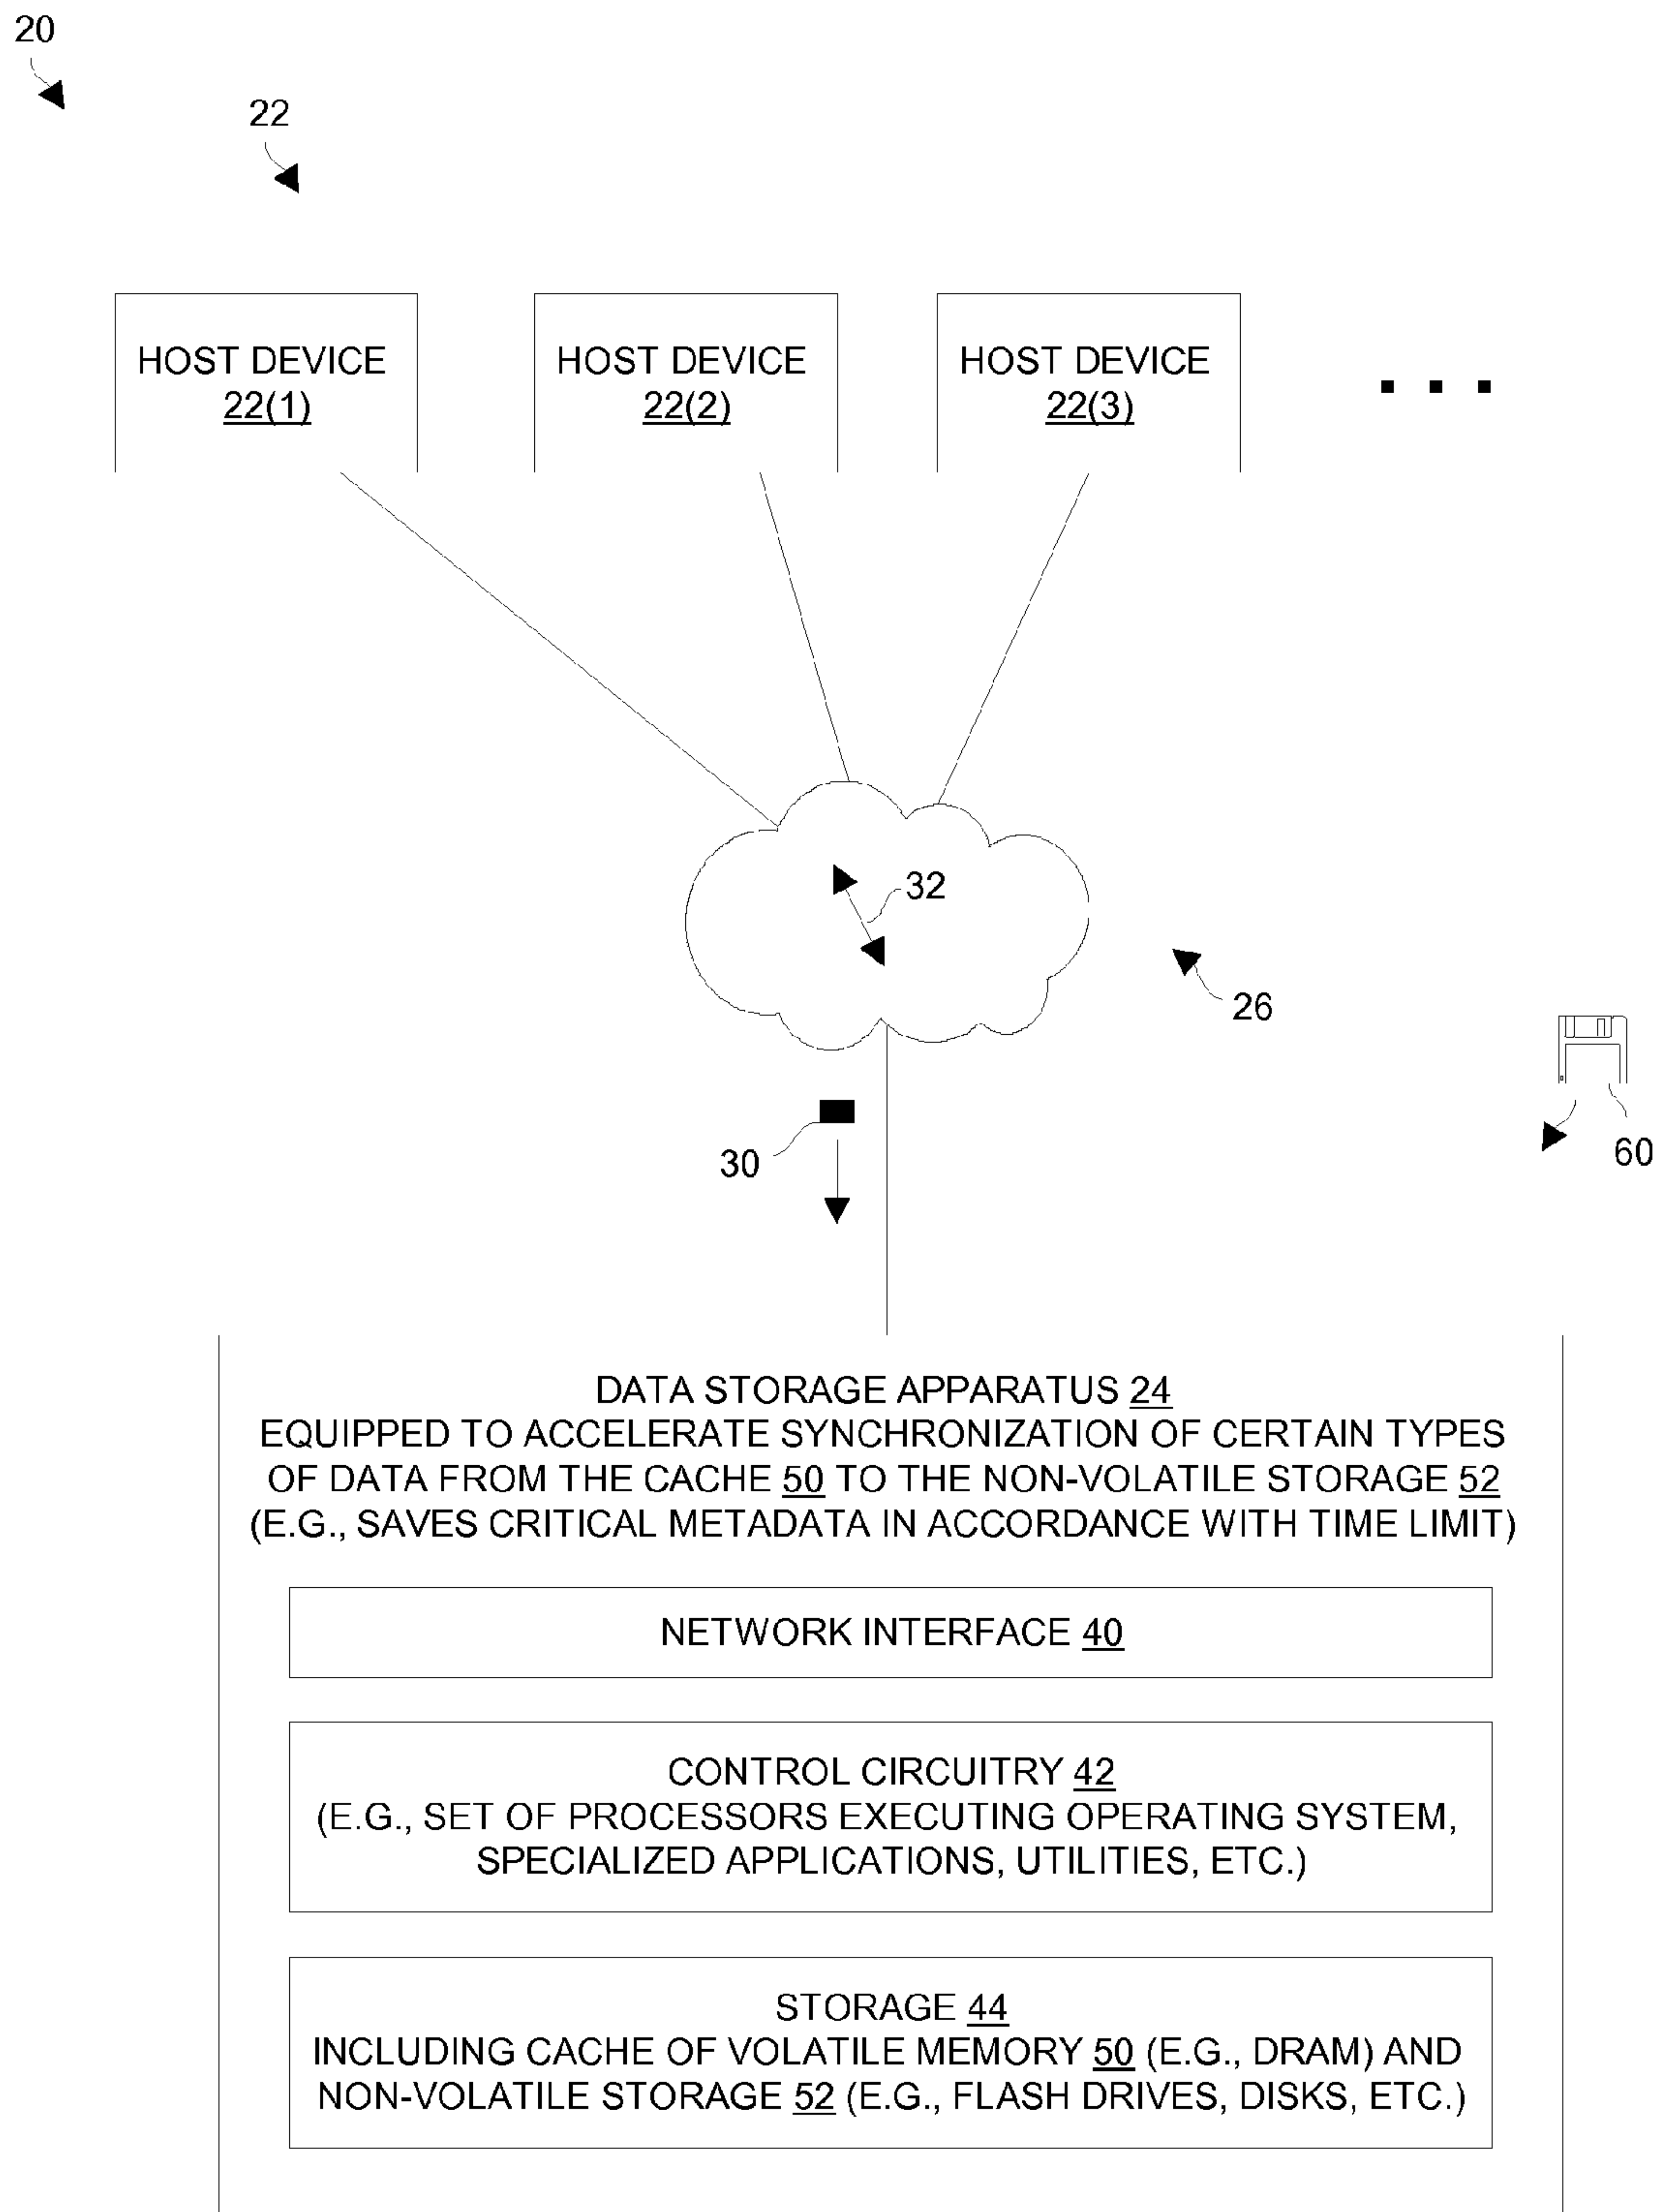 20
22
HOST DEVICE
22(1)
HOST DEVICE
22(2)
HOST DEVICE
22(3)
32
26
30
60
DATA STORAGE APPARATUS 24
EQUIPPED TO ACCELERATE SYNCHRONIZATION OF CERTAIN TYPES
OF DATA FROM THE CACHE 50 TO THE NON-VOLATILE STORAGE 52
(E.G., SAVES CRITICAL METADATA IN ACCORDANCE WITH TIME LIMIT)
NETWORK INTERFACE 40
CONTROL CIRCUITRY 42
(E.G., SET OF PROCESSORS EXECUTING OPERATING SYSTEM,
SPECIALIZED APPLICATIONS, UTILITIES, ETC.)
STORAGE 44
INCLUDING CACHE OF VOLATILE MEMORY 50 (E.G., DRAM) AND
NON-VOLATILE STORAGE 52 (E.G., FLASH DRIVES, DISKS, ETC.)